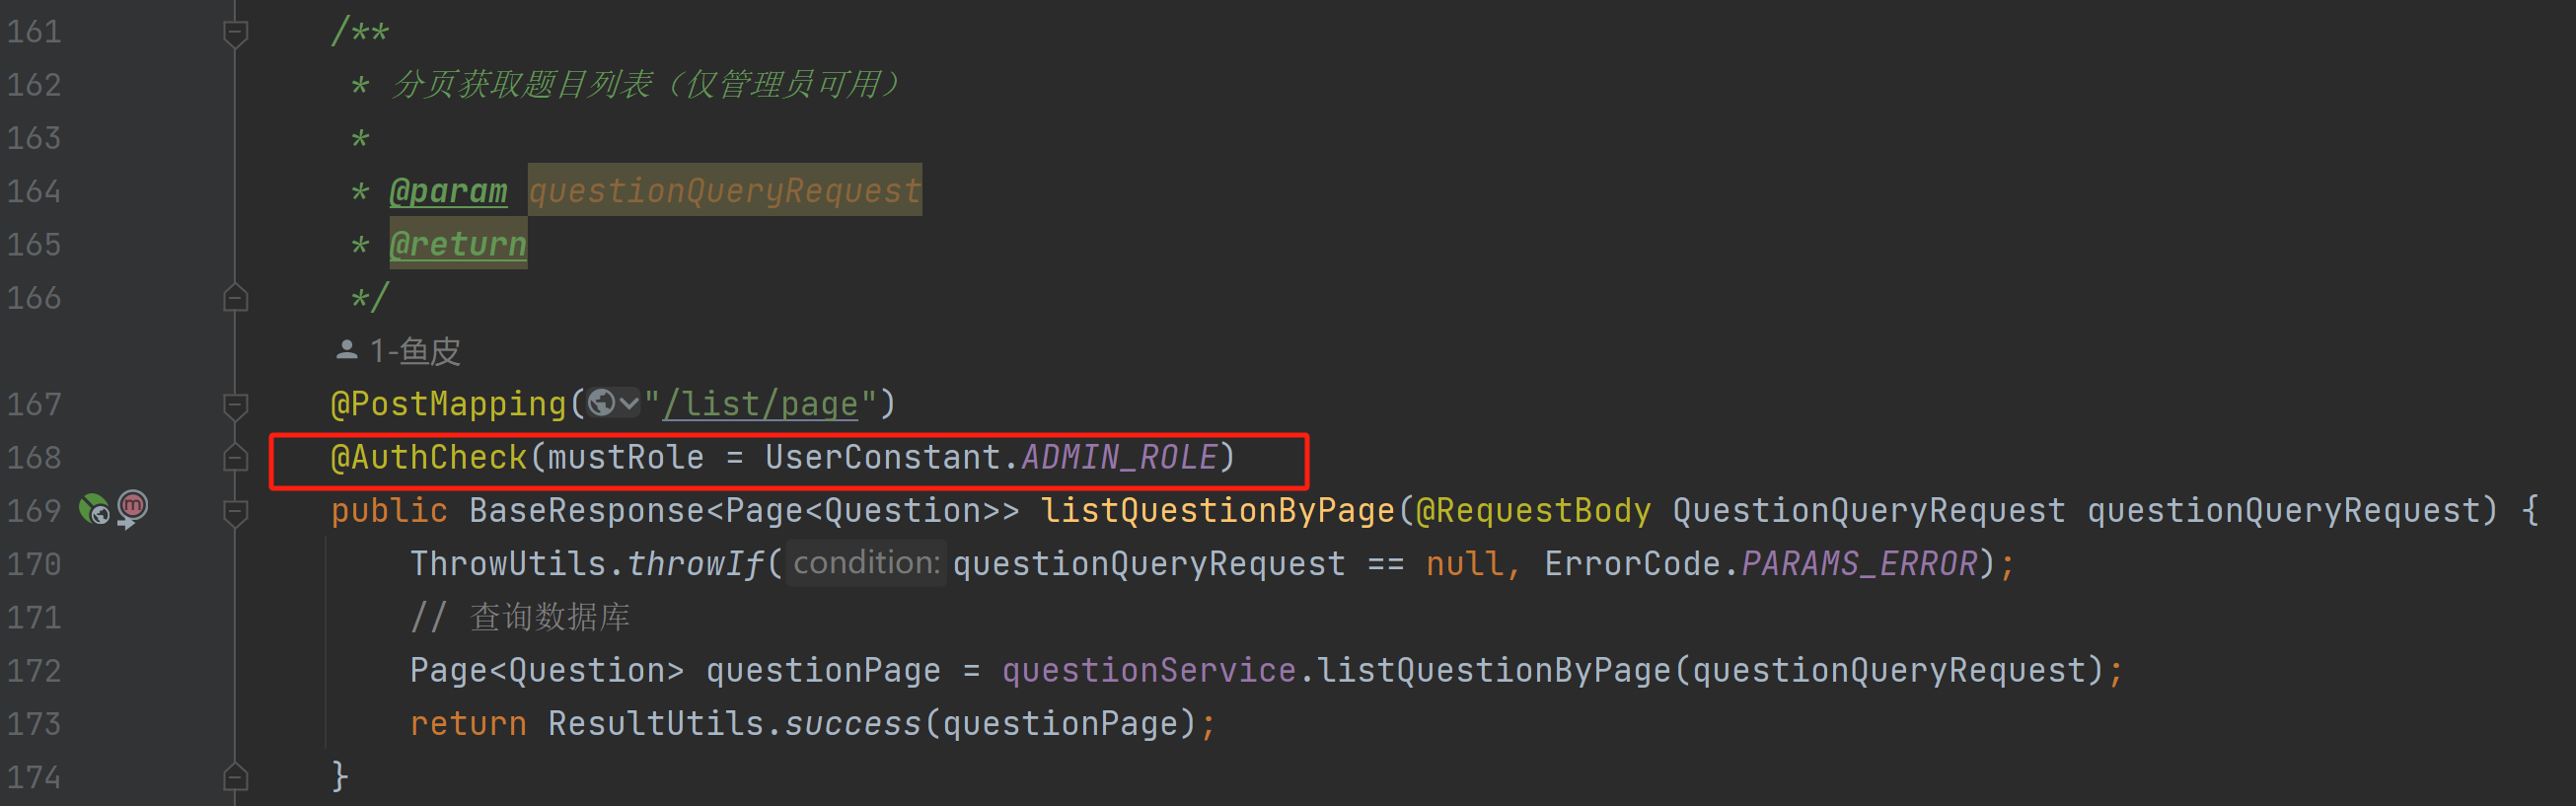 161 /**
162 * 分页获取题目列表（仅管理员可用）
163 *
164 * @param questionQueryRequest
165 * @return
166 */
1-鱼皮
167 @PostMapping("/list/page")
168 @AuthCheck(mustRole = UserConstant.ADMIN_ROLE)
169 m public BaseResponse<Page<Question>> listQuestionByPage(@RequestBody QuestionQueryRequest questionQueryRequest) {
170 ThrowUtils.throwIf( condition: questionQueryRequest == null, ErrorCode.PARAMS_ERROR);
171 // 查询数据库
172 Page<Question> questionPage = questionService.listQuestionByPage(questionQueryRequest);
173 return ResultUtils.success(questionPage);
174 }